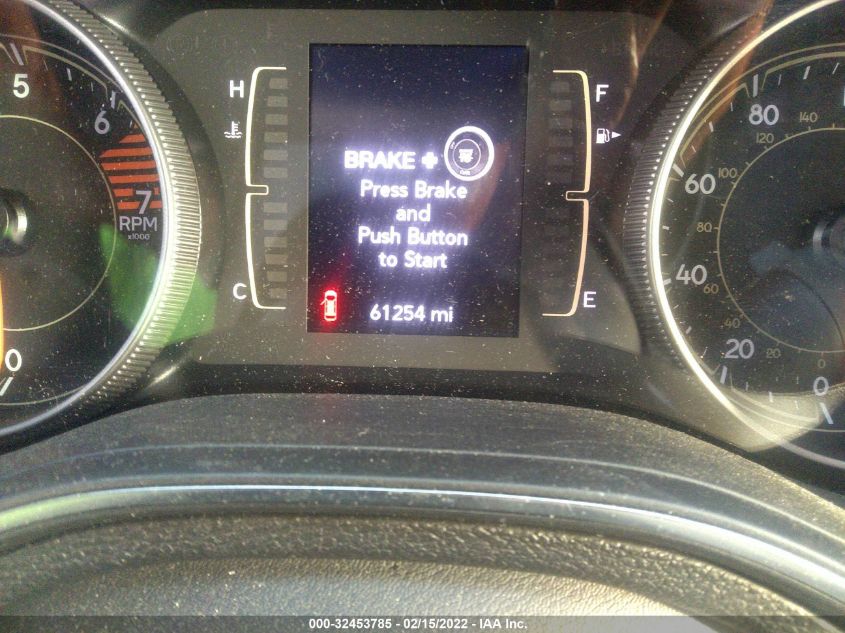 5
6
7
RPM
x1000
0
H
C
BRAKE +
Press Brake
and
Push Button
to Start
61254 mi
F
E
80
60
40
20
0
140
120
100
80
60
40
20
0
000-32453785 - 02/15/2022 - IAA Inc.